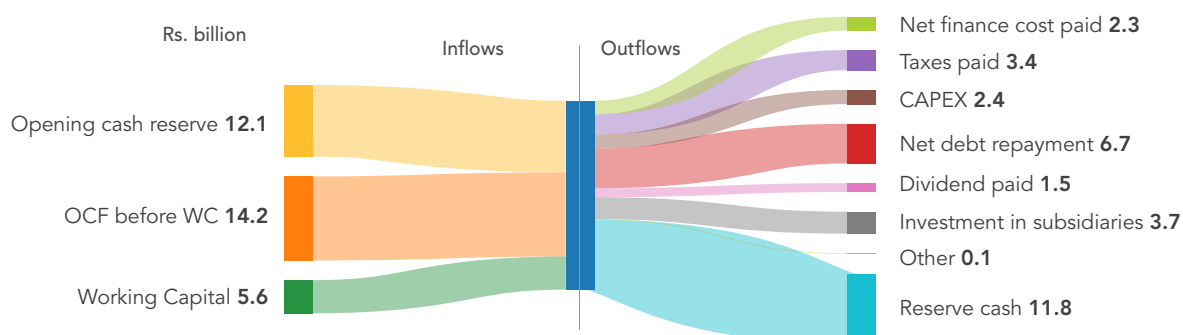 Rs. billion
Inflows
Outflows
Opening cash reserve 12.1
OCF before WC 14.2
Working Capital 5.6
Net finance cost paid 2.3
Taxes paid 3.4
CAPEX 2.4
Net debt repayment 6.7
Dividend paid 1.5
Investment in subsidiaries 3.7
Other 0.1
Reserve cash 11.8